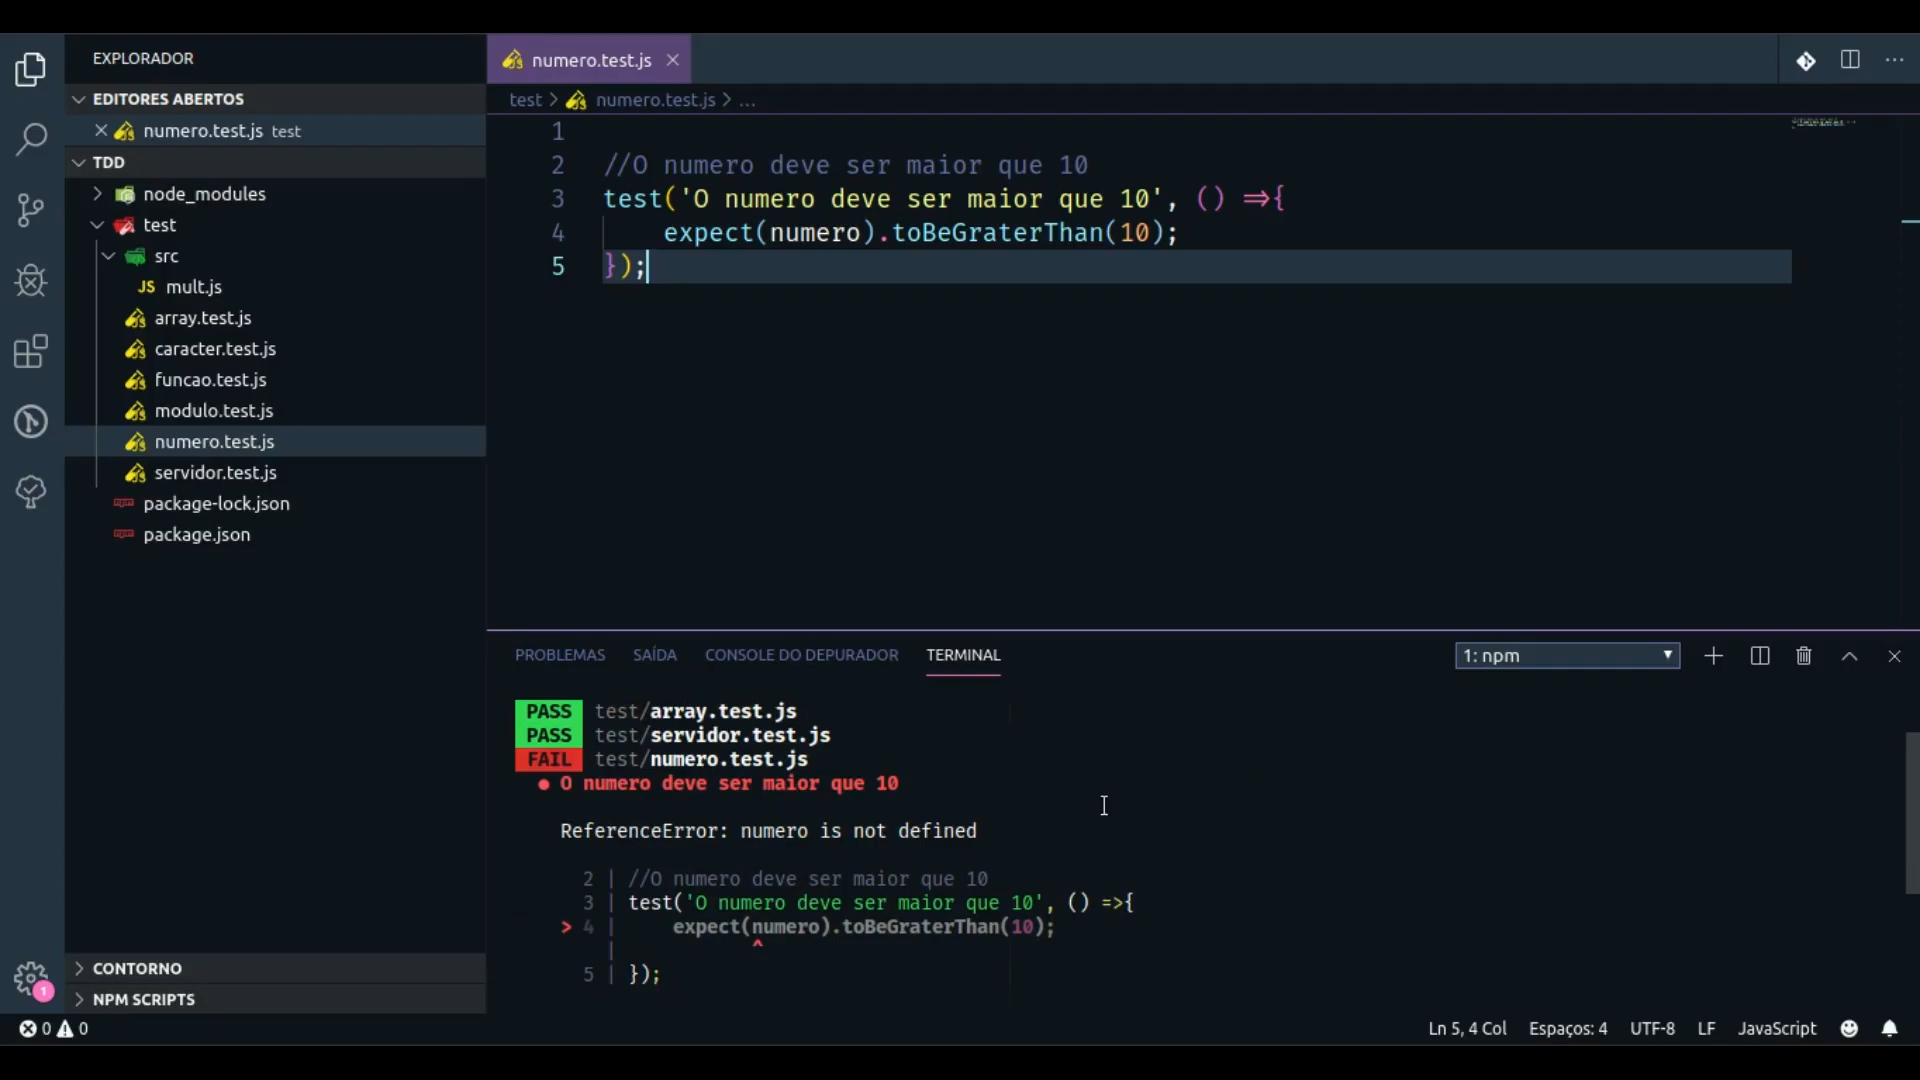 EXPLORADOR
EDITORES ABERTOS
numero.test.js test
TDD
node_modules
test
src
JS mult.js
array.test.js
caracter.test.js
funcao.test.js
modulo.test.js
numero.test.js
servidor.test.js
package-lock.json
package.json
CONTORNO
NPM SCRIPTS
1
numero.test.js
test > numero.test.js > ...
1
2 //O numero deve ser maior que 10
3 test('O numero deve ser maior que 10', () =>{
4 expect(numero).toBeGraterThan(10);
5 });
PROBLEMAS SAÍDA CONSOLE DO DEPURADOR TERMINAL 1: npm
PASS test/array.test.js
PASS test/servidor.test.js
FAIL test/numero.test.js
● O numero deve ser maior que 10
ReferenceError: numero is not defined
2 | //O numero deve ser maior que 10
3 | test('O numero deve ser maior que 10', () =>{
> 4 | expect(numero).toBeGraterThan(10);
| ^
5 | });
0 0 Ln 5, 4 Col Espaços: 4 UTF-8 LF JavaScript